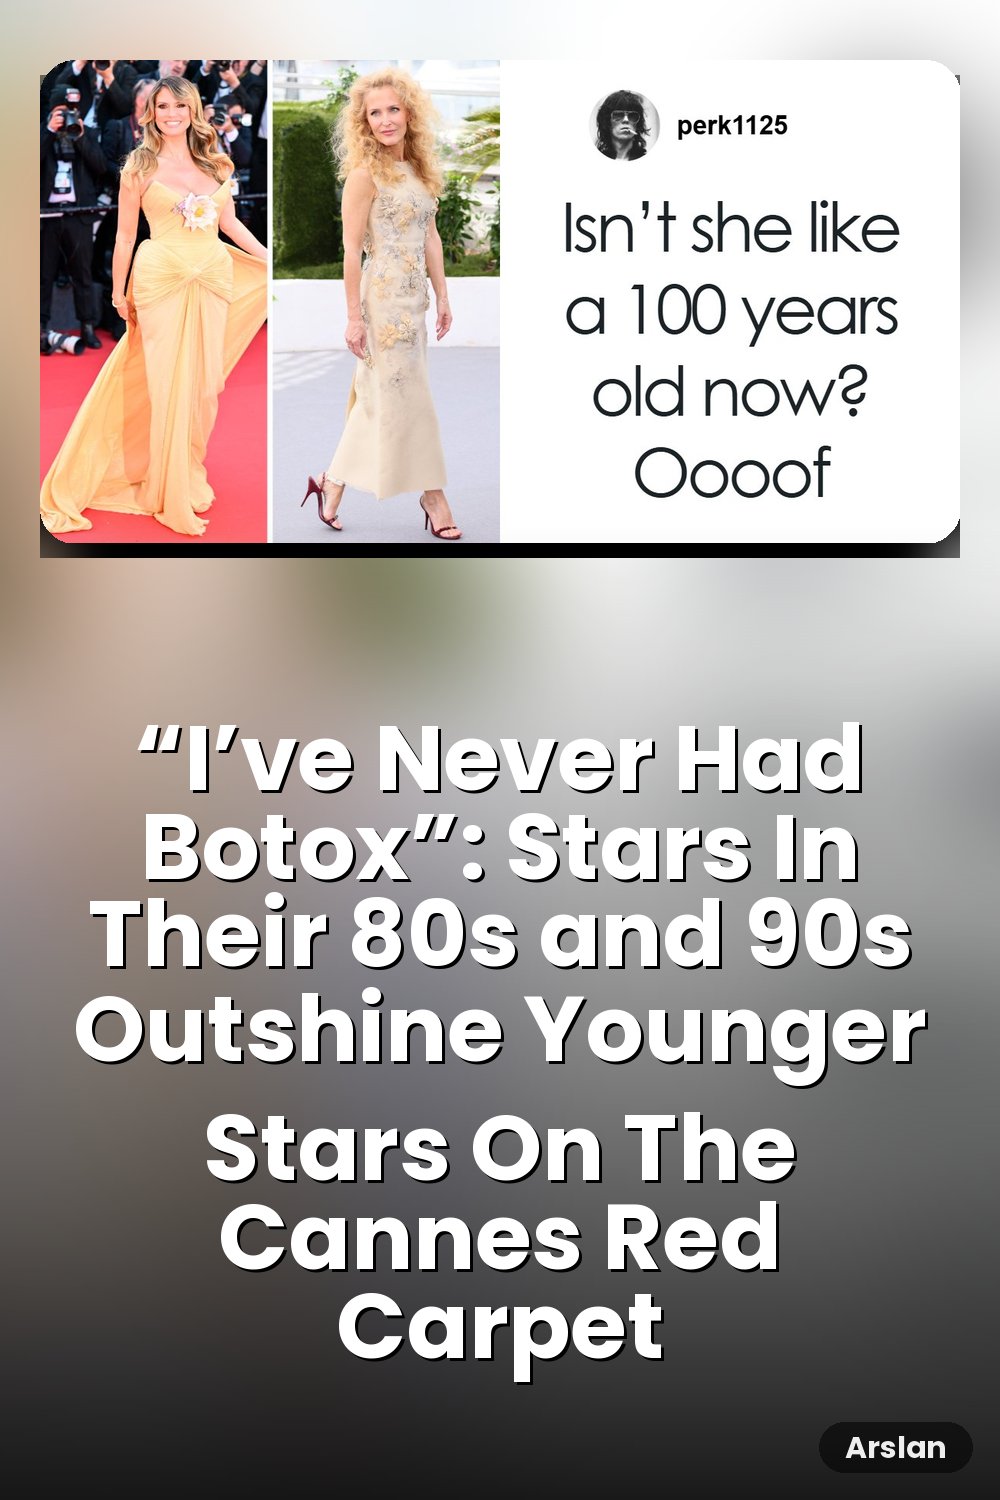 perk1125
Isn’t she like
a 100 years
old now?
Oooof
“I’ve Never Had
Botox”: Stars In
Their 80s and 90s
Outshine Younger
Stars On The
Cannes Red
Carpet
Arslan